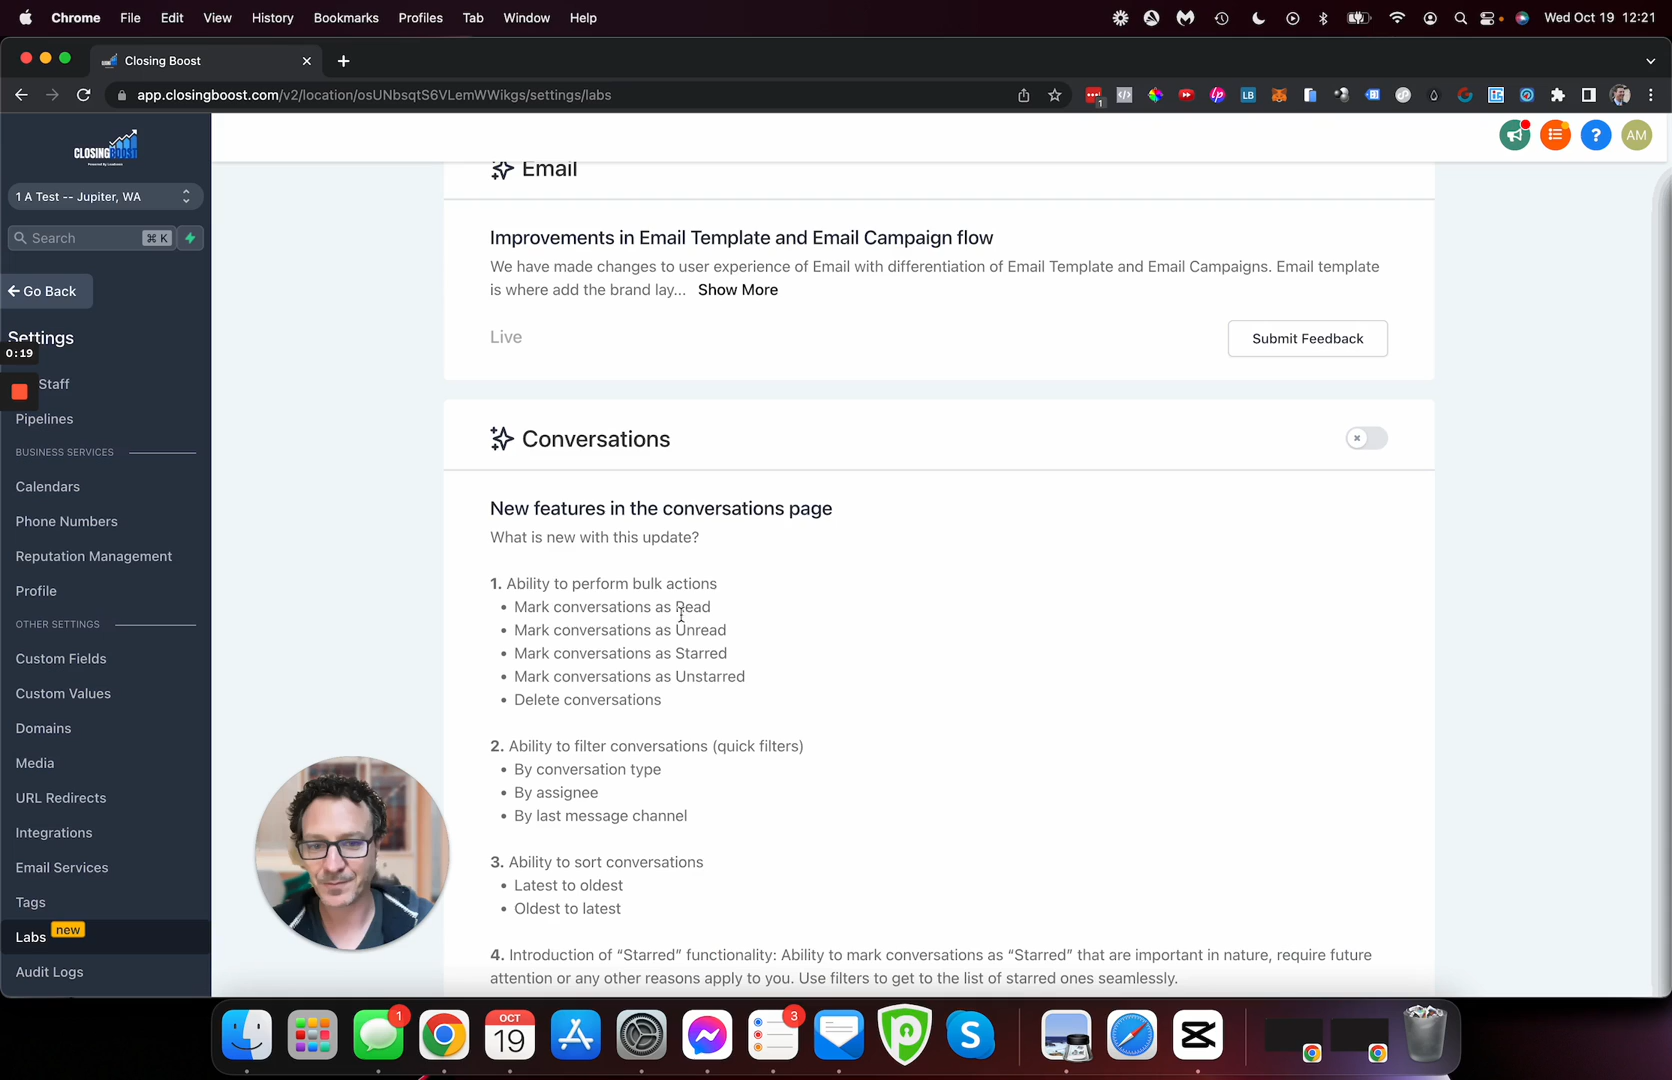 Chrome File Edit View History Bookmarks Profiles Tab Window Help Wed Oct 19 12:21
Closing Boost
app.closingboost.com/v2/location/osUNbsqtS6VLemWWikgs/settings/labs
CLOSINGBOOST
1 A Test -- Jupiter, WA
Search ⌘ K
Go Back
Settings
0:19
Staff
Pipelines
BUSINESS SERVICES
Calendars
Phone Numbers
Reputation Management
Profile
OTHER SETTINGS
Custom Fields
Custom Values
Domains
Media
URL Redirects
Integrations
Email Services
Tags
Labs new
Audit Logs
? AM
Email
Improvements in Email Template and Email Campaign flow
We have made changes to user experience of Email with differentiation of Email Template and Email Campaigns. Email template
is where add the brand lay... Show More
Live
Submit Feedback
Conversations
New features in the conversations page
What is new with this update?
1. Ability to perform bulk actions
• Mark conversations as Read
• Mark conversations as Unread
• Mark conversations as Starred
• Mark conversations as Unstarred
• Delete conversations
2. Ability to filter conversations (quick filters)
• By conversation type
• By assignee
• By last message channel
3. Ability to sort conversations
• Latest to oldest
• Oldest to latest
4. Introduction of “Starred” functionality: Ability to mark conversations as “Starred” that are important in nature, require future
attention or any other reasons apply to you. Use filters to get to the list of starred ones seamlessly.
1
OCT
19
3